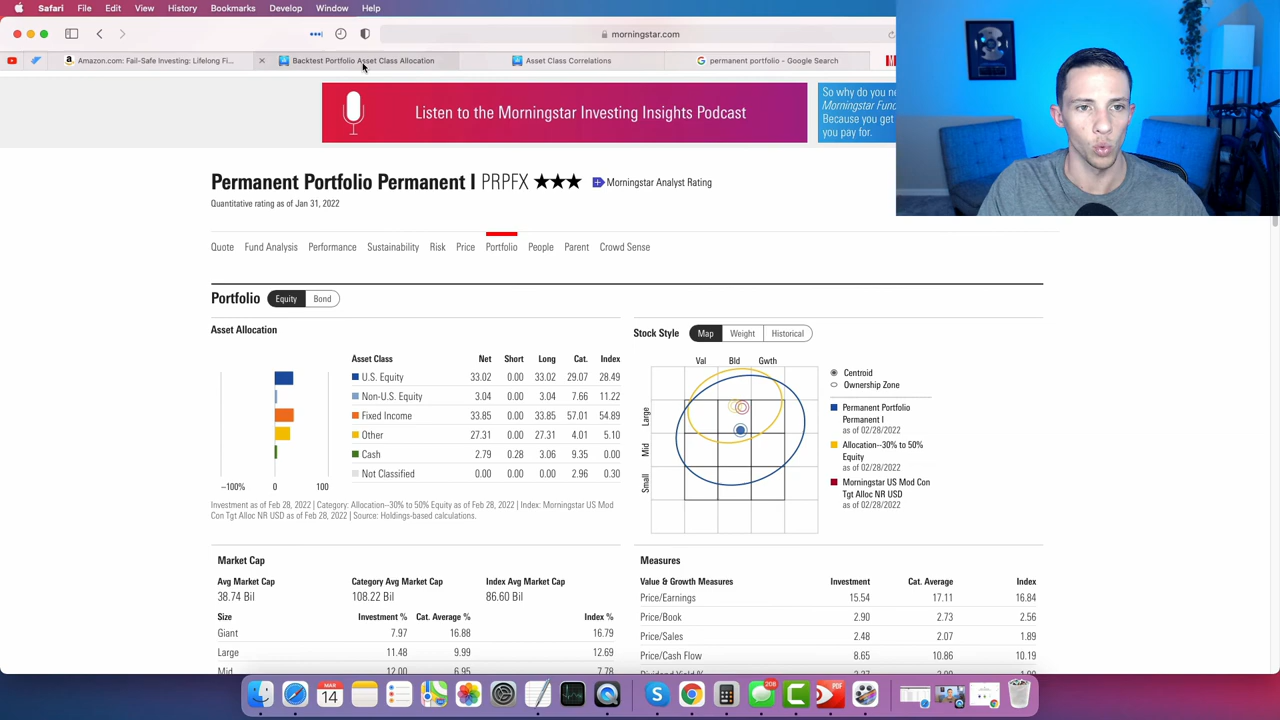 Safari File Edit View History Bookmarks Develop Window Help
morningstar.com
Amazon.com: Fail-Safe Investing: Lifelong Fi...
Backtest Portfolio Asset Class Allocation
Asset Class Correlations
permanent portfolio - Google Search
Listen to the Morningstar Investing Insights Podcast
So why do you ne
Morningstar Fund
Because you get
you pay for.
Permanent Portfolio Permanent I PRPFX ★★★ Morningstar Analyst Rating
Quantitative rating as of Jan 31, 2022
Quote Fund Analysis Performance Sustainability Risk Price Portfolio People Parent Crowd Sense
Portfolio Equity Bond
Asset Allocation
Asset Class Net Short Long Cat. Index
U.S. Equity 33.02 0.00 33.02 29.07 28.49
Non-U.S. Equity 3.04 0.00 3.04 7.66 11.22
Fixed Income 33.85 0.00 33.85 57.01 54.89
Other 27.31 0.00 27.31 4.01 5.10
Cash 2.79 0.28 3.06 9.35 0.00
Not Classified 0.00 0.00 0.00 2.96 0.30
−100% 0 100
Investment as of Feb 28, 2022 | Category: Allocation--30% to 50% Equity as of Feb 28, 2022 | Index: Morningstar US Mod
Con Tgt Alloc NR USD as of Feb 28, 2022 | Source: Holdings-based calculations.
Stock Style Map Weight Historical
Val Bld Gwth
Large
Mid
Small
Centroid
Ownership Zone
Permanent Portfolio
Permanent I
as of 02/28/2022
Allocation--30% to 50%
Equity
as of 02/28/2022
Morningstar US Mod Con
Tgt Alloc NR USD
as of 02/28/2022
Market Cap
Avg Market Cap Category Avg Market Cap Index Avg Market Cap
38.74 Bil 108.22 Bil 86.60 Bil
Size Investment % Cat. Average % Index %
Giant 7.97 16.88 16.79
Large 11.48 9.99 12.69
Mid 12.00 6.95 7.78
Measures
Value & Growth Measures Investment Cat. Average Index
Price/Earnings 15.54 17.11 16.84
Price/Book 2.90 2.73 2.56
Price/Sales 2.48 2.07 1.89
Price/Cash Flow 8.65 10.86 10.19
MAR
14
208
PDF